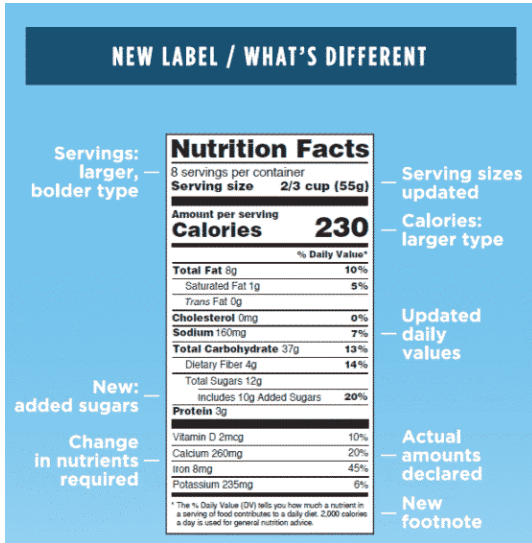 NEW LABEL / WHAT'S DIFFERENT
Servings:
larger,
bolder type
Nutrition Facts
8 servings per container
Serving size 2/3 cup (55g)
Serving sizes
updated
Amount per serving
Calories 230
Calories:
larger type
% Daily Value*
Total Fat 8g 10%
Saturated Fat 1g 5%
Trans Fat 0g
Cholesterol 0mg 0%
Sodium 160mg 7%
Total Carbohydrate 37g 13%
Dietary Fiber 4g 14%
Total Sugars 12g
Includes 10g Added Sugars 20%
Protein 3g
Updated
daily
values
New:
added sugars
Vitamin D 2mcg 10%
Calcium 260mg 20%
Iron 8mg 45%
Potassium 235mg 6%
Change
in nutrients
required
Actual
amounts
declared
* The % Daily Value (DV) tells you how much a nutrient in
a serving of food contributes to a daily diet. 2,000 calories
a day is used for general nutrition advice.
New
footnote